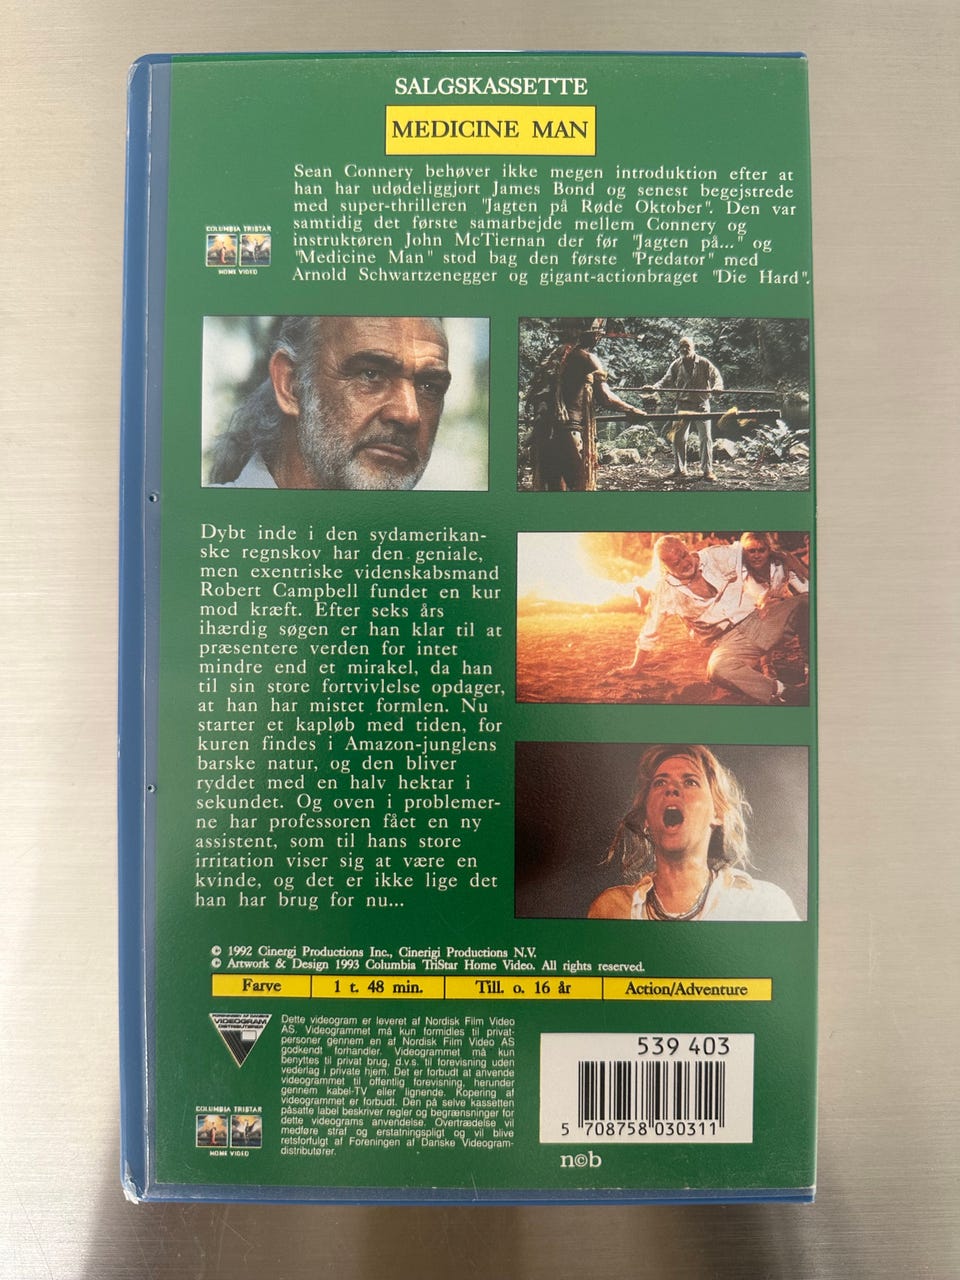 SALGSKASSETTE
MEDICINE MAN
Sean Connery behøver ikke megen introduktion efter at
han har udødeliggjort James Bond og senest begejstrede
med super-thrilleren "Jagten på Røde Oktober". Den var
samtidig det første samarbejde mellem Connery og
instruktøren John McTiernan der før "Jagten på..." og
"Medicine Man" stod bag den første "Predator" med
Arnold Schwartzenegger og gigant-actionbraget "Die Hard".
COLUMBIA TRISTAR
HOME VIDEO
Dybt inde i den sydamerikan-
ske regnskov har den geniale,
men exentriske videnskabsmand
Robert Campbell fundet en kur
mod kræft. Efter seks års
ihærdig søgen er han klar til at
præsentere verden for intet
mindre end et mirakel, da han
til sin store fortvivlelse opdager,
at han har mistet formlen. Nu
starter et kapløb med tiden, for
kuren findes i Amazon-junglens
barske natur, og den bliver
ryddet med en halv hektar i
sekundet. Og oven i problemer-
ne har professoren fået en ny
assistent, som til hans store
irritation viser sig at være en
kvinde, og det er ikke lige det
han har brug for nu...
© 1992 Cinergi Productions Inc., Cinerigi Productions N.V.
© Artwork & Design 1993 Columbia TriStar Home Video. All rights reserved.
Farve 1 t. 48 min. Till. o. 16 år Action/Adventure
FORENINGEN AF DANSKE
VIDEOGRAM
DISTRIBUTØRER
Dette videogram er leveret af Nordisk Film Video
AS. Videogrammet må kun formidles til privat-
personer gennem en af Nordisk Film Video AS
godkendt forhandler. Videogrammet må kun
benyttes til privat brug, d.v.s. til forevisning uden
vederlag i private hjem. Det er forbudt at anvende
videogrammet til offentlig forevisning, herunder
gennem kabel-TV eller lignende. Kopering af
videogrammet er forbudt. Den på selve kassetten
påsatte label beskriver regler og begrænsninger for
dette videograms anvendelse. Overtrædelse vil
medføre straf og erstatningspligt og vil blive
retsforfulgt af Foreningen af Danske Videogram-
distributører.
COLUMBIA TRISTAR
HOME VIDEO
539 403
5 708758 030311
n©b